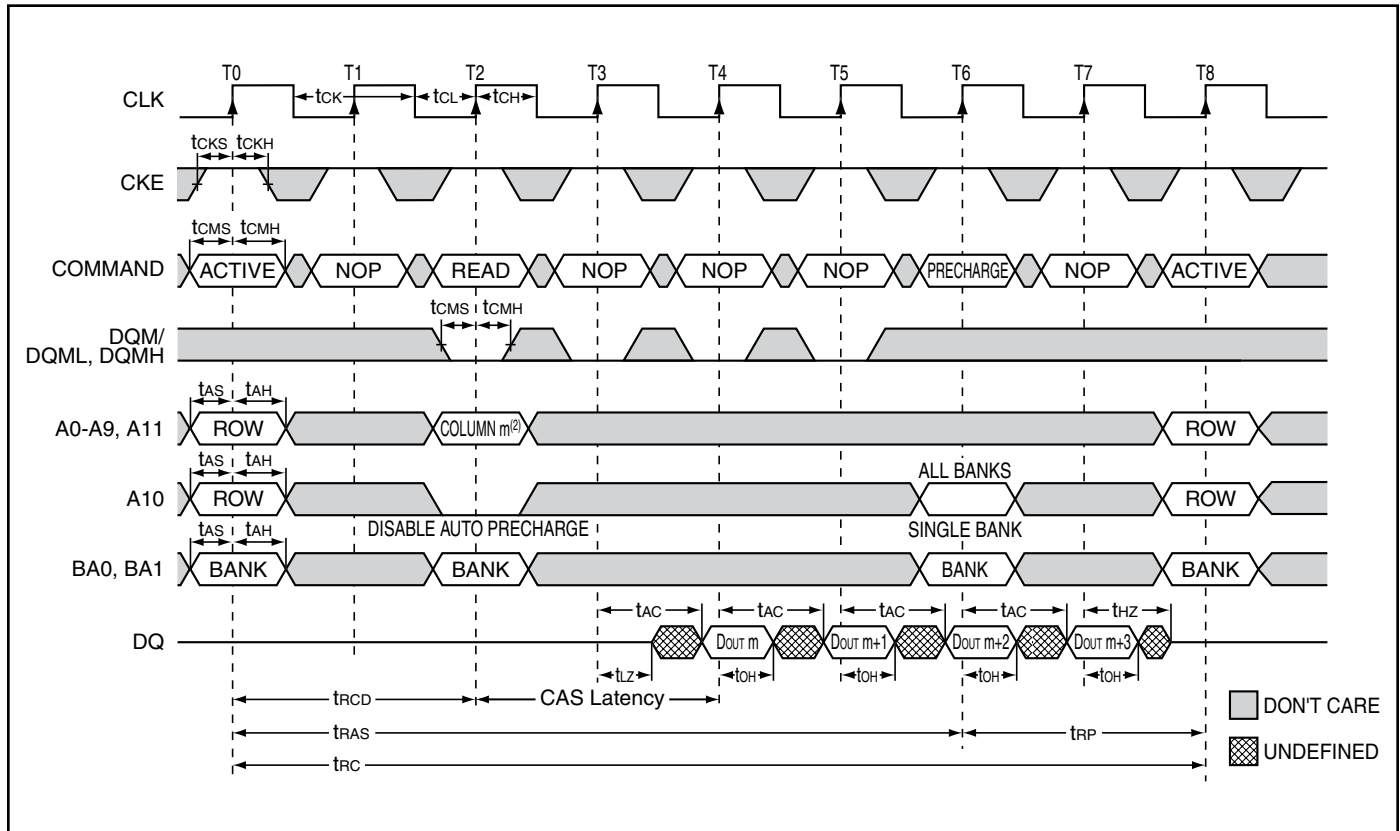 T0 T1 T2 T3 T4 T5 T6 T7 T8
CLK tCK tCL tCH
tCKS tCKH
CKE
tCMS tCMH
COMMAND ACTIVE NOP READ NOP NOP NOP PRECHARGE NOP ACTIVE
tCMS tCMH
DQM/
DQML, DQMH
tAS tAH
A0-A9, A11 ROW COLUMN m(2) ROW
tAS tAH ALL BANKS
A10 ROW ROW
DISABLE AUTO PRECHARGE SINGLE BANK
tAS tAH
BA0, BA1 BANK BANK BANK BANK
tAC tAC tAC tAC tHZ
DQ DOUT m DOUT m+1 DOUT m+2 DOUT m+3
tLZ tOH tOH tOH tOH
tRCD CAS Latency
DON'T CARE
tRAS tRP
UNDEFINED
tRC